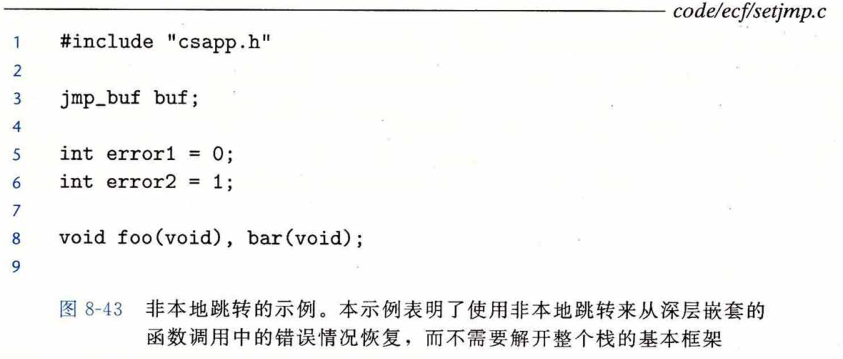 code/ecf/setjmp.c
1 #include "csapp.h"
2
3 jmp_buf buf;
4
5 int error1 = 0;
6 int error2 = 1;
7
8 void foo(void), bar(void);
9
图 8-43 非本地跳转的示例。本示例表明了使用非本地跳转来从深层嵌套的
函数调用中的错误情况恢复，而不需要解开整个栈的基本框架